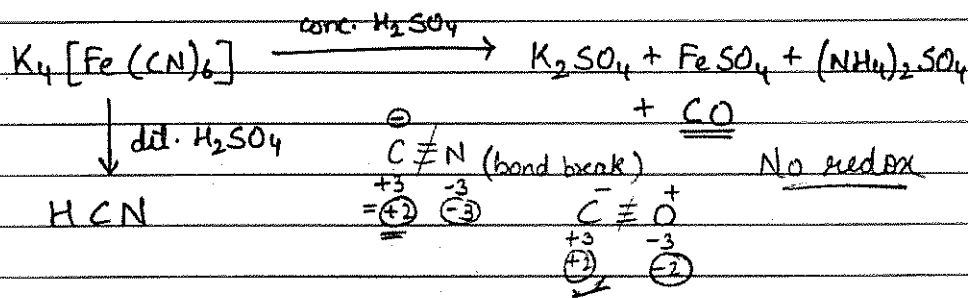 K₄[Fe(CN)₆] conc. H₂SO₄ → K₂SO₄ + FeSO₄ + (NH₄)₂SO₄
+ CO
↓ dil. H₂SO₄
⊖
C≡N (bond break) No redox
+3 -3
= +2 -3
HCN
C⁻ ≡ O⁺
+3 -3
+2 -2